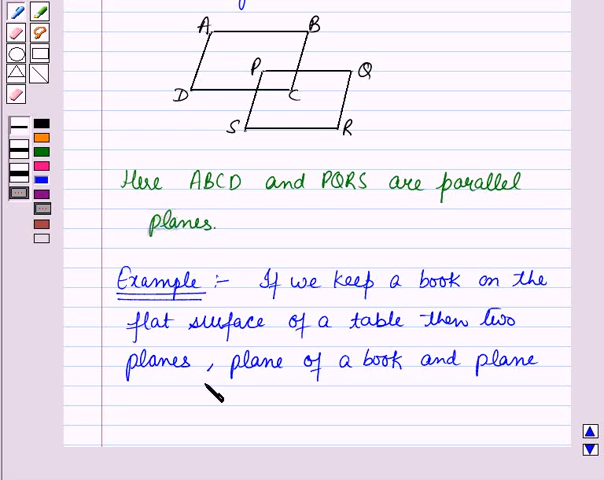 A B
P Q
D C
S R
Here ABCD and PQRS are parallel
planes.
Example :- If we keep a book on the
flat surface of a table then two
planes, plane of a book and plane